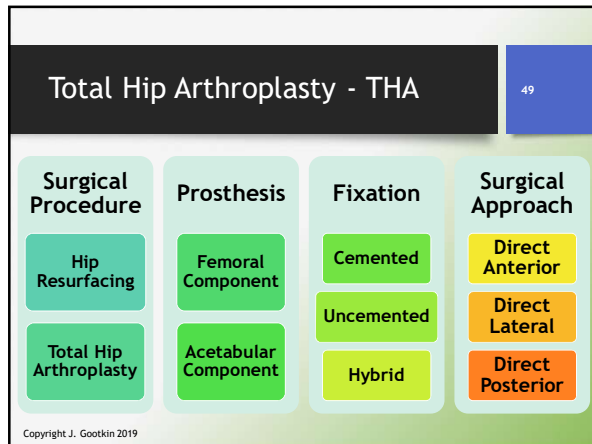 Total Hip Arthroplasty - THA
49
Surgical
Procedure
Hip
Resurfacing
Total Hip
Arthroplasty
Prosthesis
Femoral
Component
Acetabular
Component
Fixation
Cemented
Uncemented
Hybrid
Surgical
Approach
Direct
Anterior
Direct
Lateral
Direct
Posterior
Copyright J. Gootkin 2019